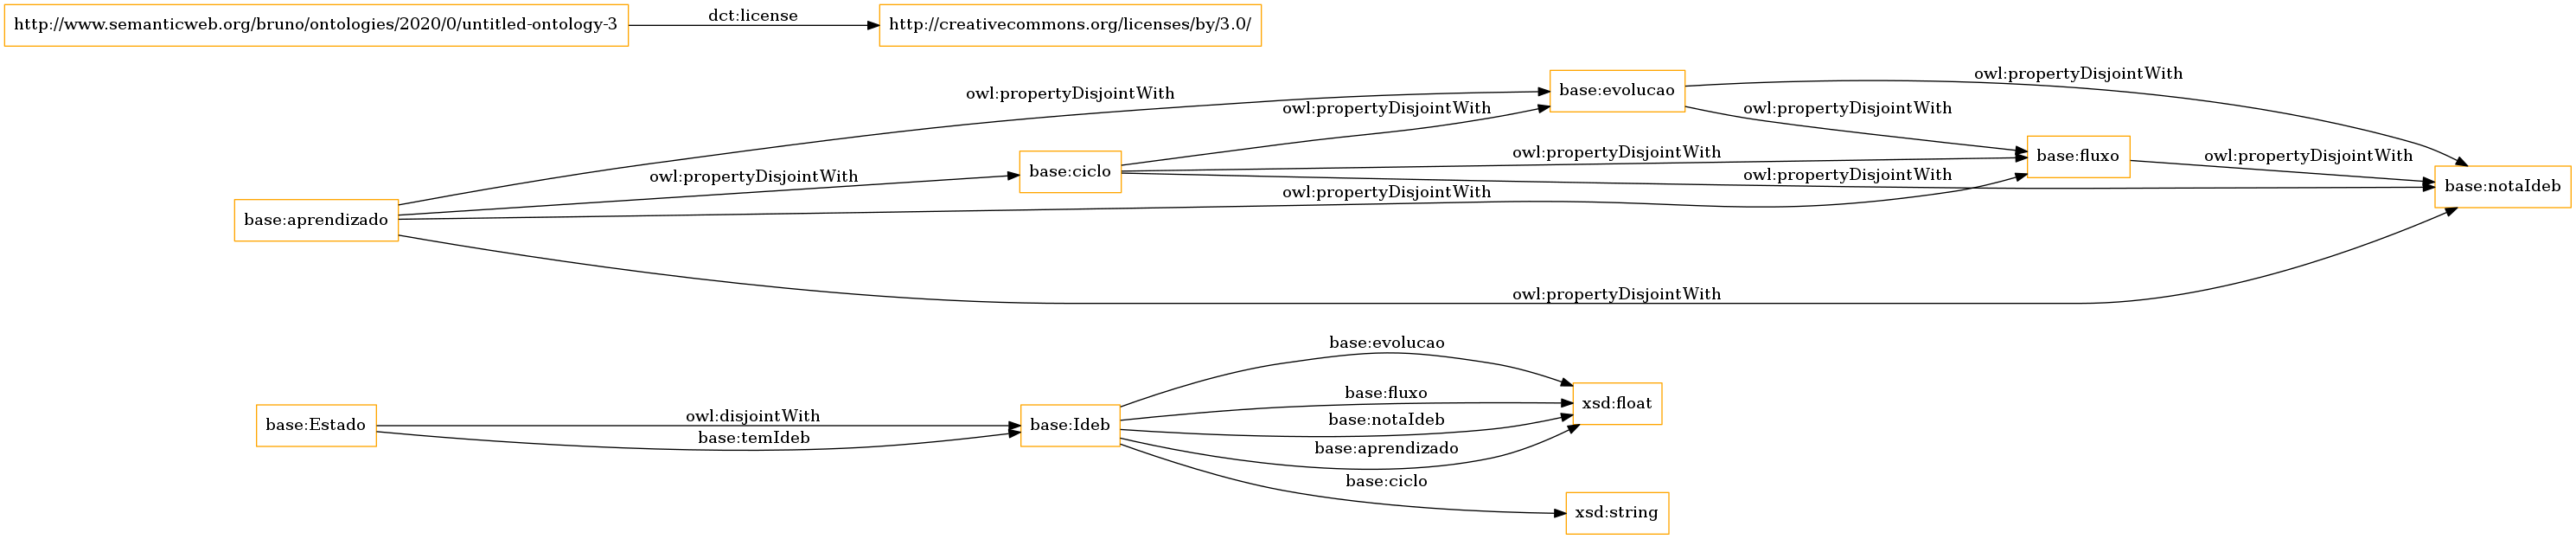 http://www.semanticweb.org/bruno/ontologies/2020/0/untitled-ontology-3
dct:license
http://creativecommons.org/licenses/by/3.0/
owl:propertyDisjointWith
base:evolucao
owl:propertyDisjointWith
owl:propertyDisjointWith
owl:propertyDisjointWith
base:fluxo
owl:propertyDisjointWith
base:ciclo
owl:propertyDisjointWith
owl:propertyDisjointWith
owl:propertyDisjointWith
base:notaIdeb
base:aprendizado
owl:propertyDisjointWith
owl:propertyDisjointWith
base:Estado
owl:disjointWith
base:temIdeb
base:Ideb
base:evolucao
base:fluxo
base:notaIdeb
base:aprendizado
base:ciclo
xsd:float
xsd:string